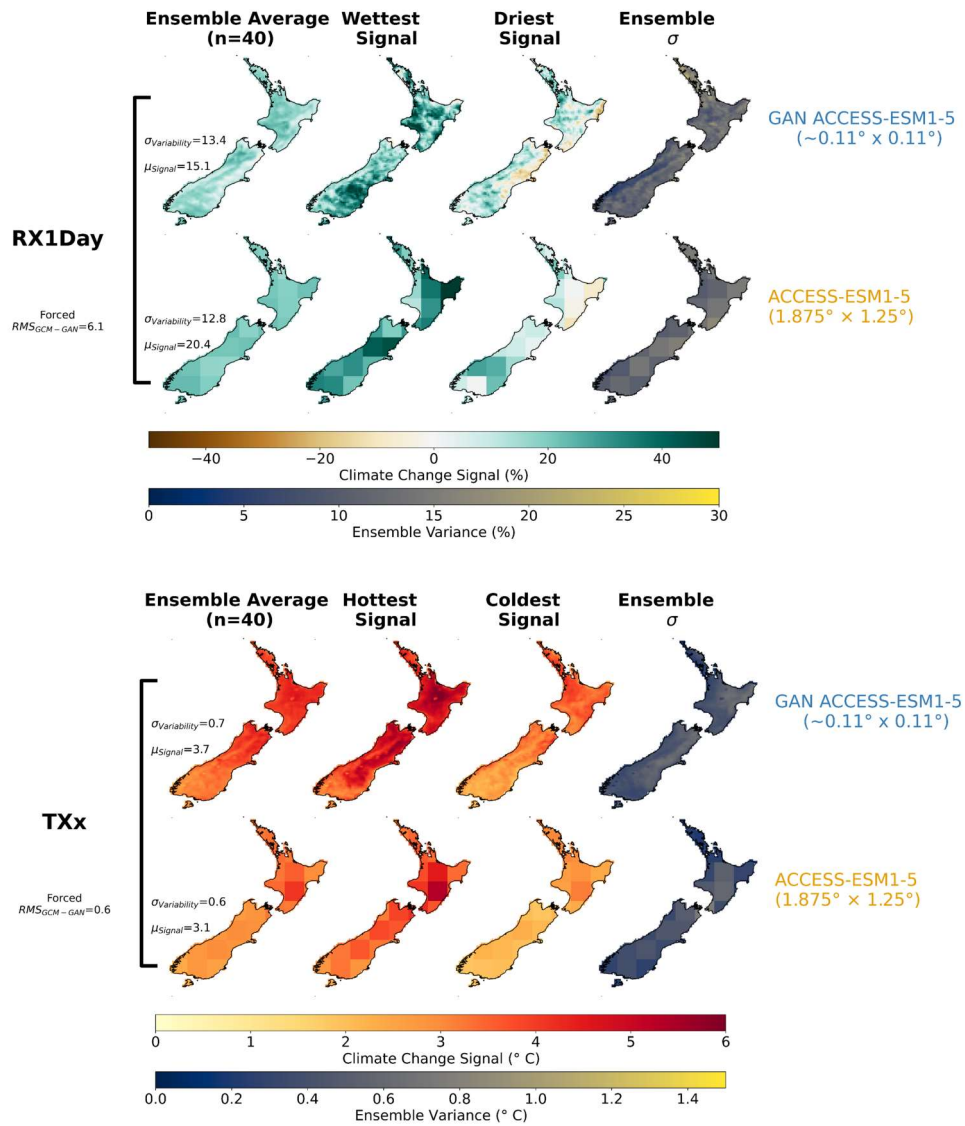 Ensemble Average
(n=40)
Wettest
Signal
Driest
Signal
Ensemble
σ
GAN ACCESS-ESM1-5
(~0.11° x 0.11°)
σVariability=13.4
μSignal=15.1
RX1Day
Forced
RMSGCM−GAN=6.1
σVariability=12.8
μSignal=20.4
ACCESS-ESM1-5
(1.875° × 1.25°)
−40 −20 0 20 40
Climate Change Signal (%)
0 5 10 15 20 25 30
Ensemble Variance (%)
Ensemble Average
(n=40)
Hottest
Signal
Coldest
Signal
Ensemble
σ
GAN ACCESS-ESM1-5
(~0.11° x 0.11°)
σVariability=0.7
μSignal=3.7
TXx
Forced
RMSGCM−GAN=0.6
σVariability=0.6
μSignal=3.1
ACCESS-ESM1-5
(1.875° × 1.25°)
0 1 2 3 4 5 6
Climate Change Signal (° C)
0.0 0.2 0.4 0.6 0.8 1.0 1.2 1.4
Ensemble Variance (° C)